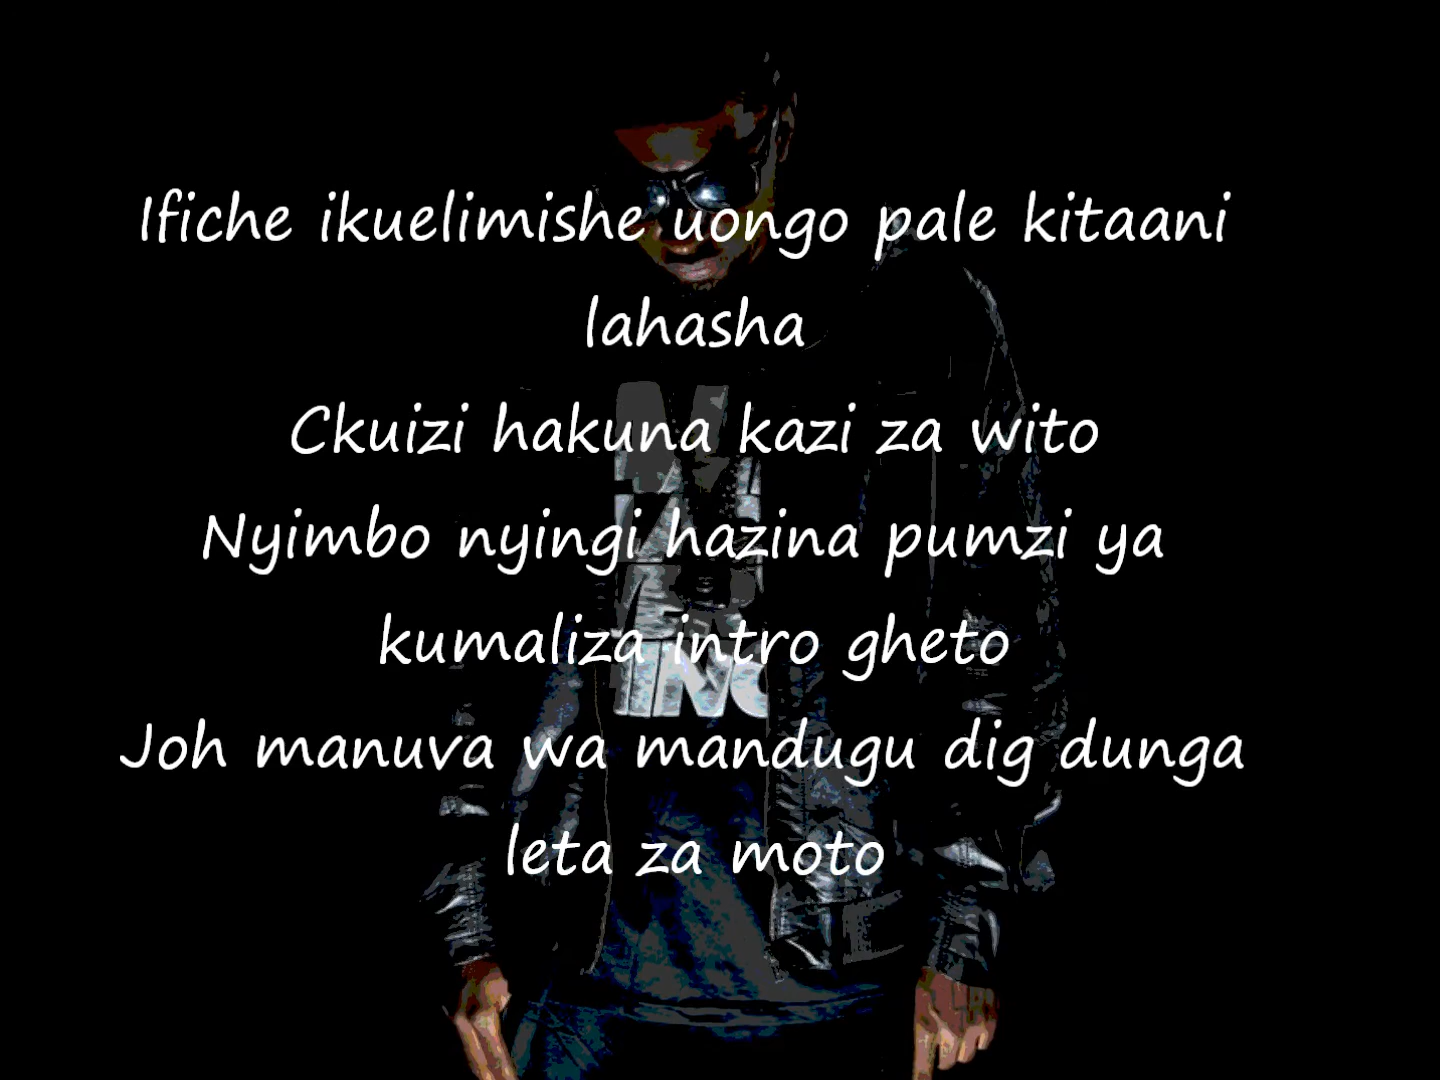 Ifiche ikuelimishe uongo pale kitaani
lahasha
Ckuizi hakuna kazi za wito
Nyimbo nyingi hazina pumzi ya
kumaliza intro gheto
Joh manuva wa mandugu dig dunga
leta za moto